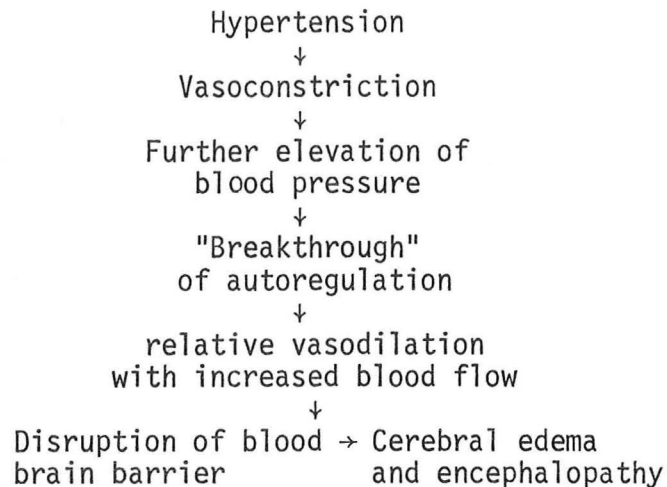 Hypertension
↓
Vasoconstriction
↓
Further elevation of
blood pressure
↓
"Breakthrough"
of autoregulation
↓
relative vasodilation
with increased blood flow
↓
Disruption of blood → Cerebral edema
brain barrier and encephalopathy